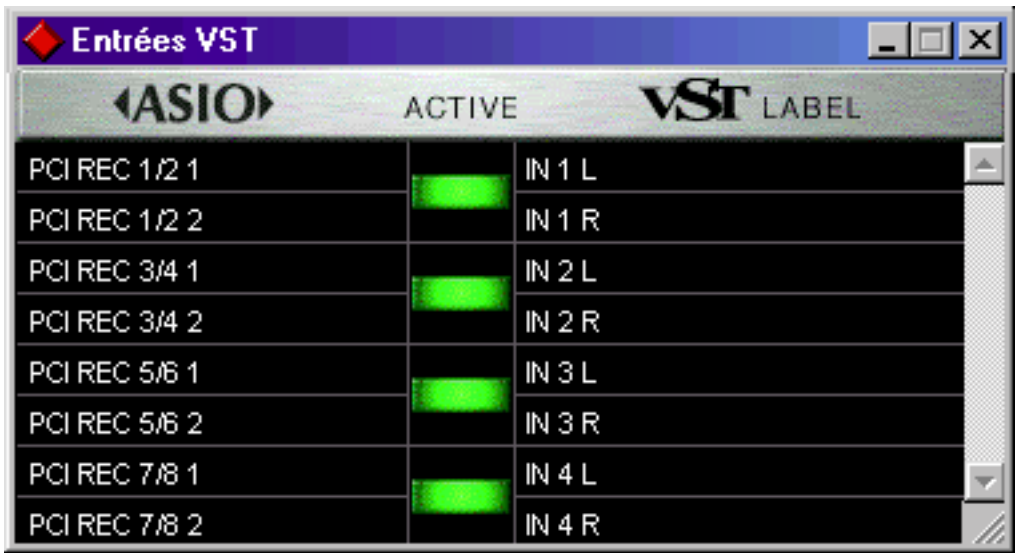 Entrées VST
ASIO ACTIVE VST LABEL
PCI REC 1/2 1 IN 1 L
PCI REC 1/2 2 IN 1 R
PCI REC 3/4 1 IN 2 L
PCI REC 3/4 2 IN 2 R
PCI REC 5/6 1 IN 3 L
PCI REC 5/6 2 IN 3 R
PCI REC 7/8 1 IN 4 L
PCI REC 7/8 2 IN 4 R